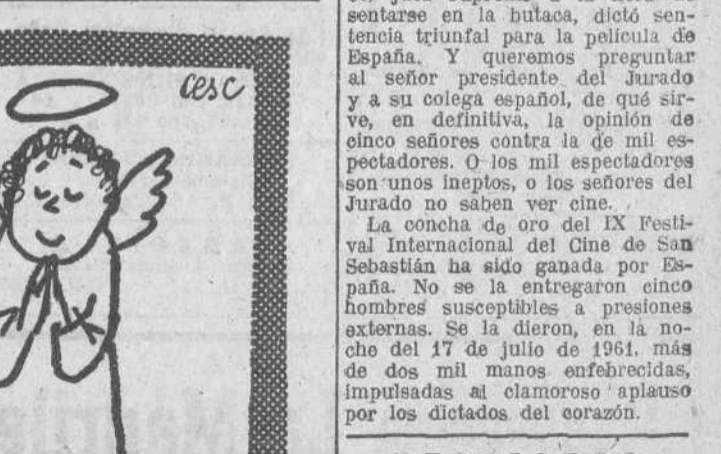 cesc
sentarse en la butaca, dictó sen-
tencia triunfal para la película de
España. Y queremos preguntar
al señor presidente del Jurado
y a su colega español, de qué sir-
ve, en definitiva, la opinión de
cinco señores contra la de mil es-
pectadores. O los mil espectadores
son unos ineptos, o los señores del
Jurado no saben ver cine.
La concha de oro del IX Festi-
val Internacional del Cine de San
Sebastián ha sido ganada por Es-
paña. No se la entregaron cinco
hombres susceptibles a presiones
externas. Se la dieron, en la no-
che del 17 de julio de 1961, más
de dos mil manos enfebrecidas,
impulsadas al clamoroso aplauso
por los dictados del corazón.